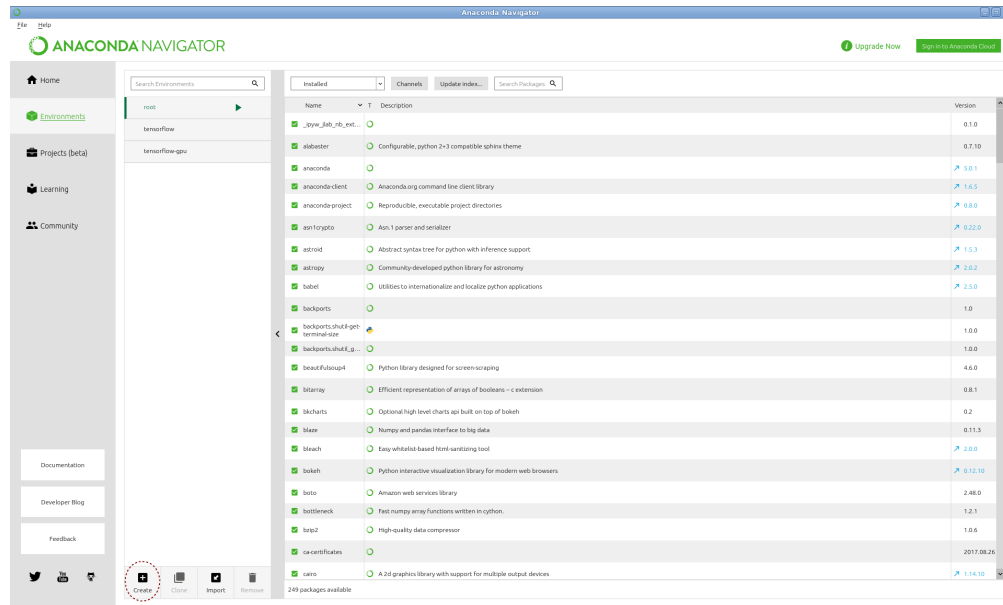 Anaconda Navigator
File Help
ANACONDA NAVIGATOR
i Upgrade Now Sign in to Anaconda Cloud
Home
Environments
Projects (beta)
Learning
Community
Documentation
Developer Blog
Feedback
You Tube
Search Environments
root
tensorflow
tensorflow-gpu
Create Clone Import Remove
Installed Channels Update index... Search Packages
Name T Description Version
_ipyw_jlab_nb_ext... 0.1.0
alabaster Configurable, python 2+3 compatible sphinx theme 0.7.10
anaconda 5.0.1
anaconda-client Anaconda.org command line client library 1.6.5
anaconda-project Reproducible, executable project directories 0.8.0
asn1crypto Asn.1 parser and serializer 0.22.0
astroid Abstract syntax tree for python with inference support 1.5.3
astropy Community-developed python library for astronomy 2.0.2
babel Utilities to internationalize and localize python applications 2.5.0
backports 1.0
backports.shutil-get-
terminal-size 1.0.0
backports.shutil_g... 1.0.0
beautifulsoup4 Python library designed for screen-scraping 4.6.0
bitarray Efficient representation of arrays of booleans – c extension 0.8.1
bkcharts Optional high level charts api built on top of bokeh 0.2
blaze Numpy and pandas interface to big data 0.11.3
bleach Easy whitelist-based html-sanitizing tool 2.0.0
bokeh Python interactive visualization library for modern web browsers 0.12.10
boto Amazon web services library 2.48.0
bottleneck Fast numpy array functions written in cython. 1.2.1
bzip2 High-quality data compressor 1.0.6
ca-certificates 2017.08.26
cairo A 2d graphics library with support for multiple output devices 1.14.10
249 packages available